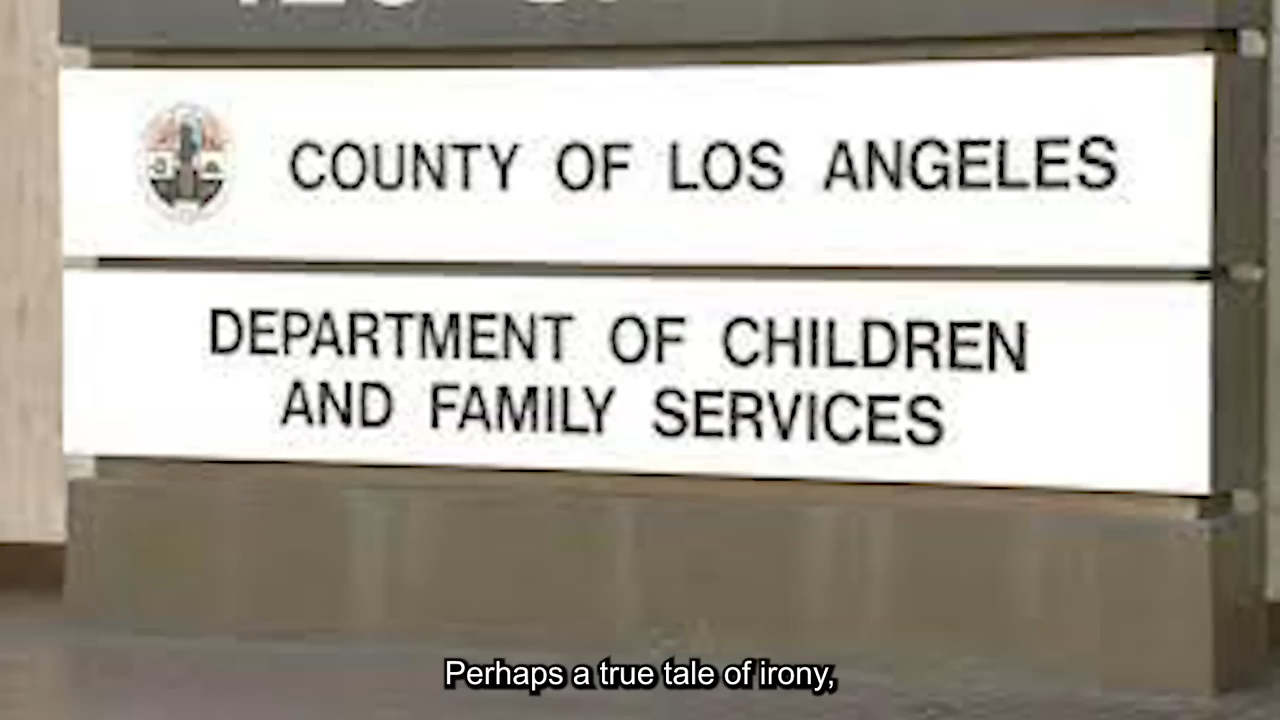 COUNTY OF LOS ANGELES
DEPARTMENT OF CHILDREN
AND FAMILY SERVICES
Perhaps a true tale of irony,